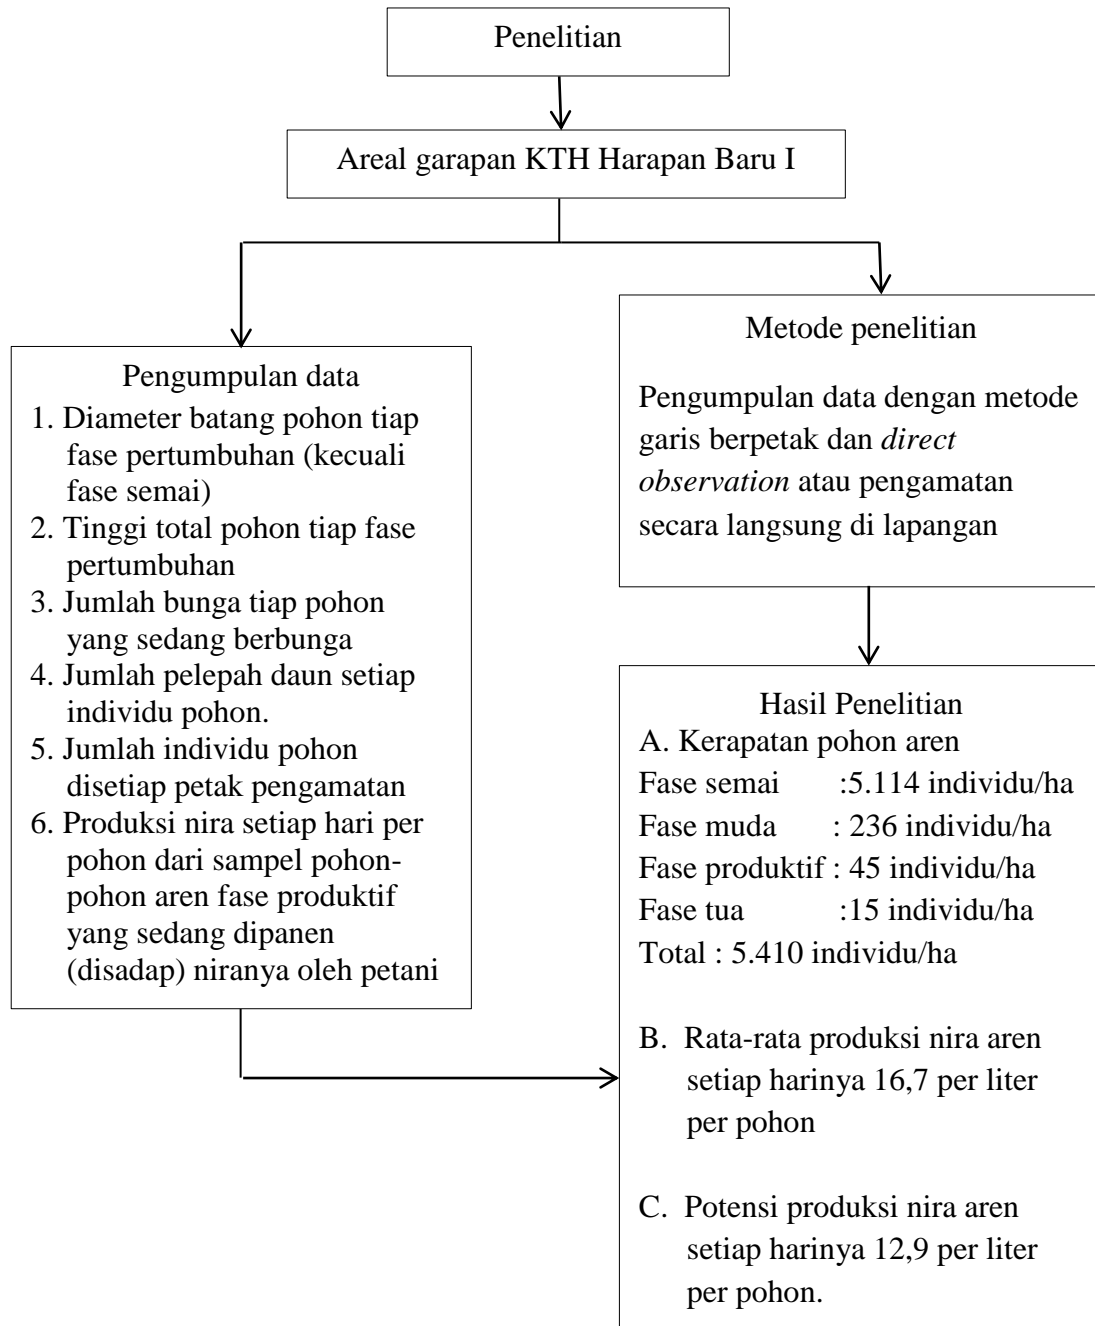 Penelitian
Areal garapan KTH Harapan Baru I
Pengumpulan data
1. Diameter batang pohon tiap
fase pertumbuhan (kecuali
fase semai)
2. Tinggi total pohon tiap fase
pertumbuhan
3. Jumlah bunga tiap pohon
yang sedang berbunga
4. Jumlah pelepah daun setiap
individu pohon.
5. Jumlah individu pohon
disetiap petak pengamatan
6. Produksi nira setiap hari per
pohon dari sampel pohon-
pohon aren fase produktif
yang sedang dipanen
(disadap) niranya oleh petani
Metode penelitian
Pengumpulan data dengan metode
garis berpetak dan direct
observation atau pengamatan
secara langsung di lapangan
Hasil Penelitian
A. Kerapatan pohon aren
Fase semai :5.114 individu/ha
Fase muda : 236 individu/ha
Fase produktif : 45 individu/ha
Fase tua :15 individu/ha
Total : 5.410 individu/ha
B. Rata-rata produksi nira aren
setiap harinya 16,7 per liter
per pohon
C. Potensi produksi nira aren
setiap harinya 12,9 per liter
per pohon.